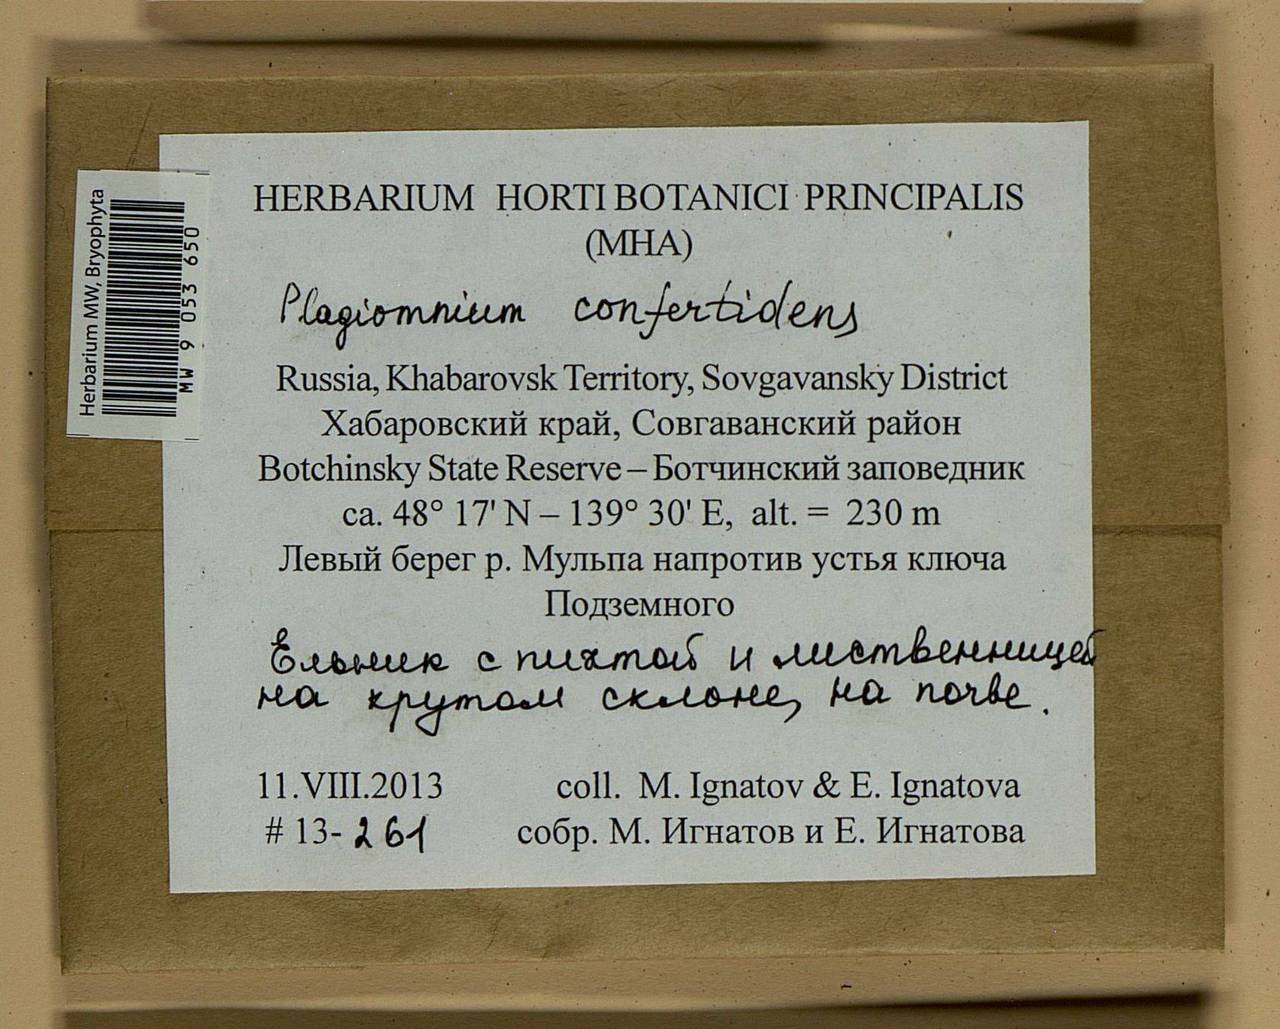 HERBARIUM HORTI BOTANICI PRINCIPALIS
(MHA)
Plagiomnium confertidens
Russia, Khabarovsk Territory, Sovgavansky District
Хабаровский край, Совгаванский район
Botchinsky State Reserve – Ботчинский заповедник
ca. 48° 17' N – 139° 30' E, alt. = 230 m
Левый берег р. Мульпа напротив устья ключа
Подземного
Ельник с пихтой и лиственницей
на крутом склоне, на почве.
11.VIII.2013 coll. M. Ignatov & E. Ignatova
# 13-261 собр. М. Игнатов и Е. Игнатова
Herbarium MW, Bryophyta
MW 9 053 650